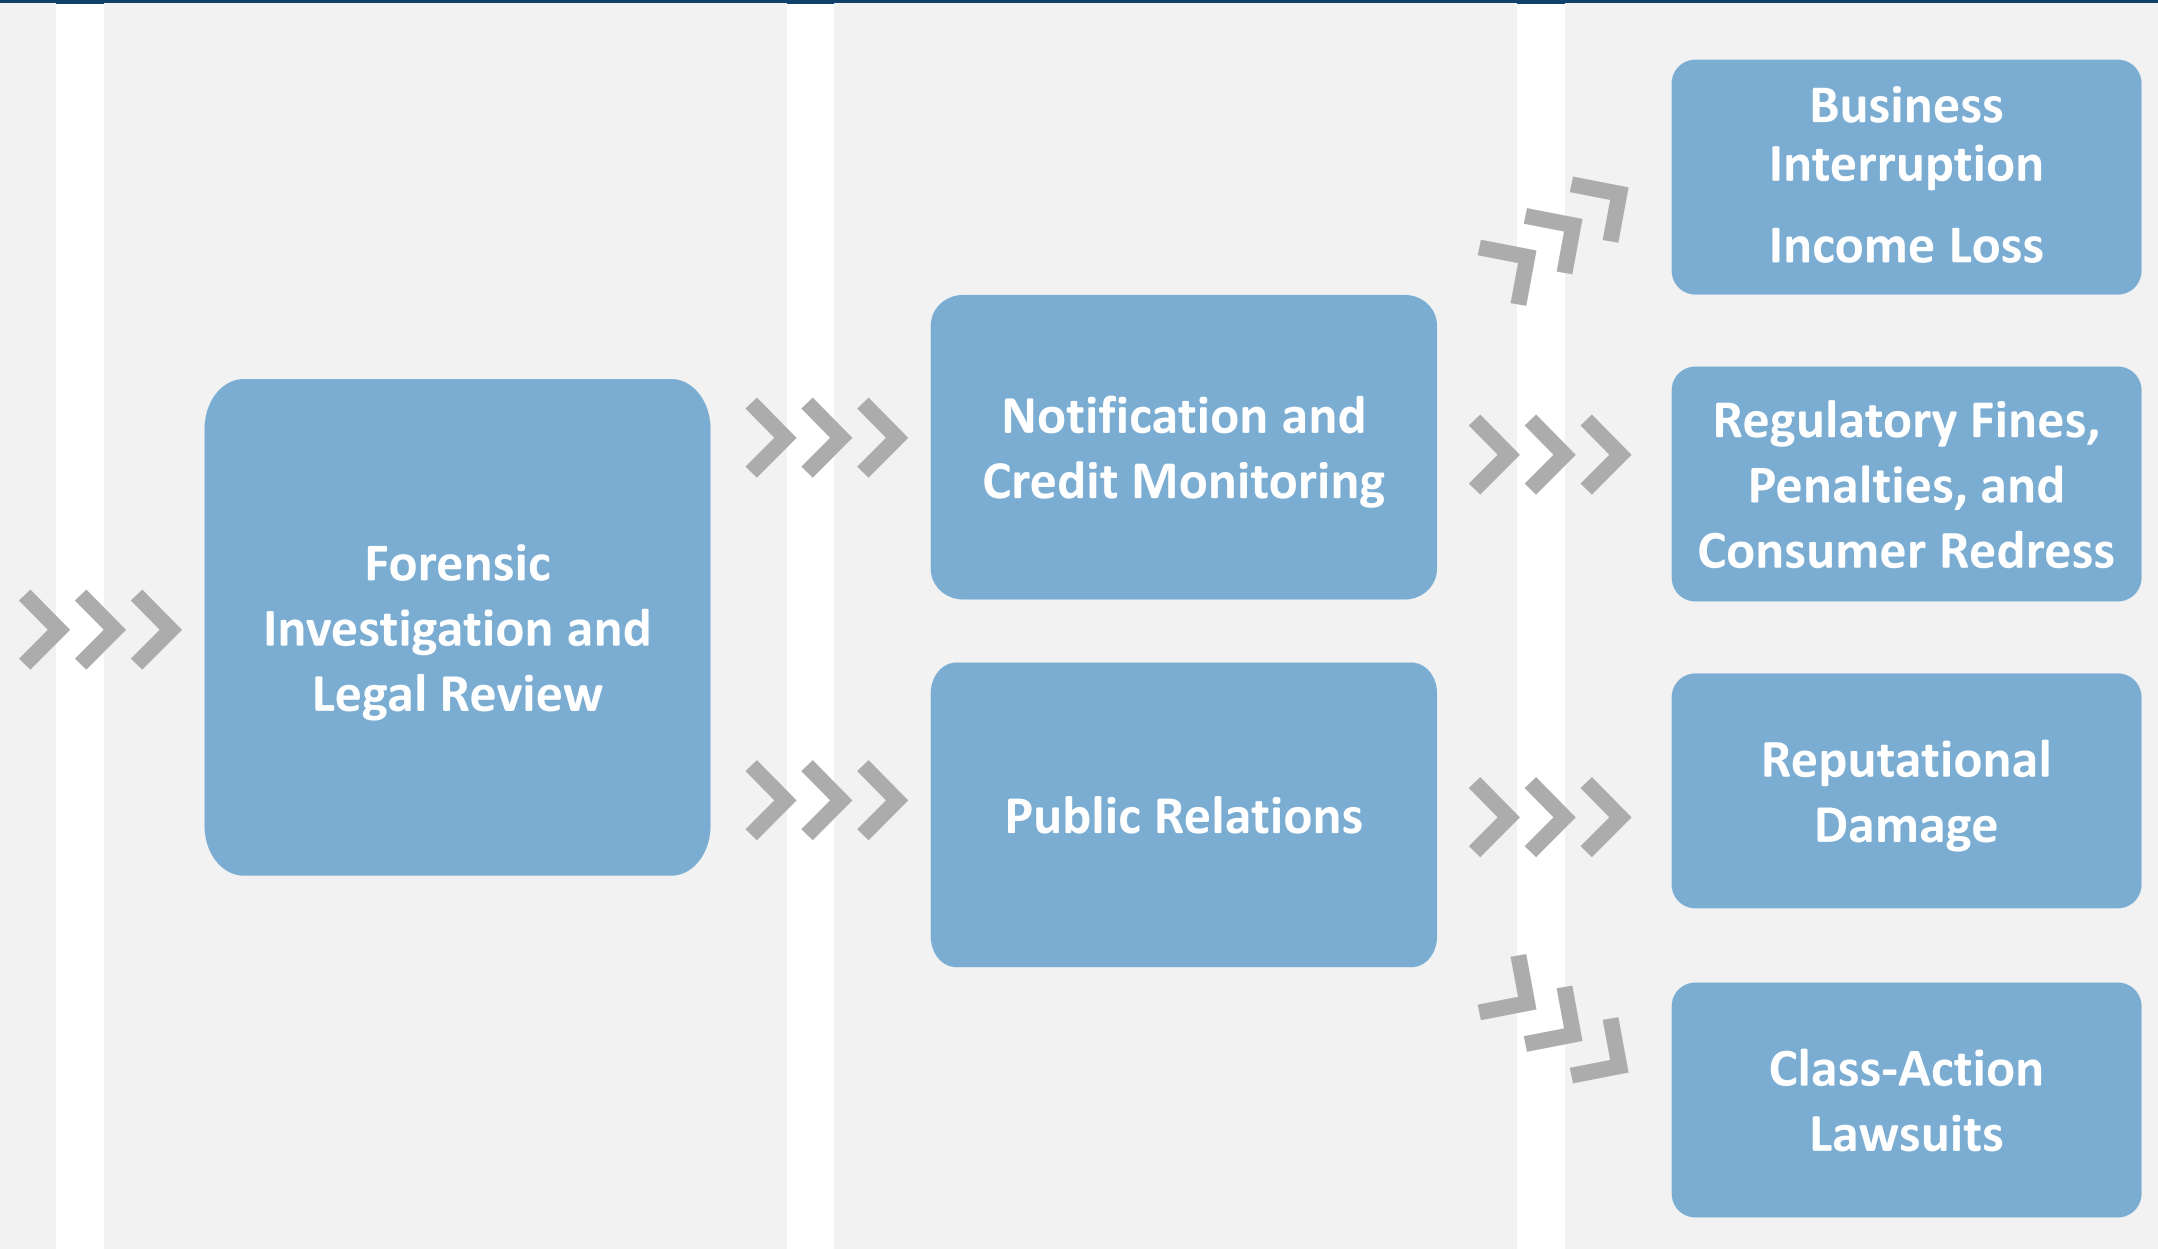 Forensic
Investigation and
Legal Review
Notification and
Credit Monitoring
Public Relations
Business
Interruption
Income Loss
Regulatory Fines,
Penalties, and
Consumer Redress
Reputational
Damage
Class-Action
Lawsuits